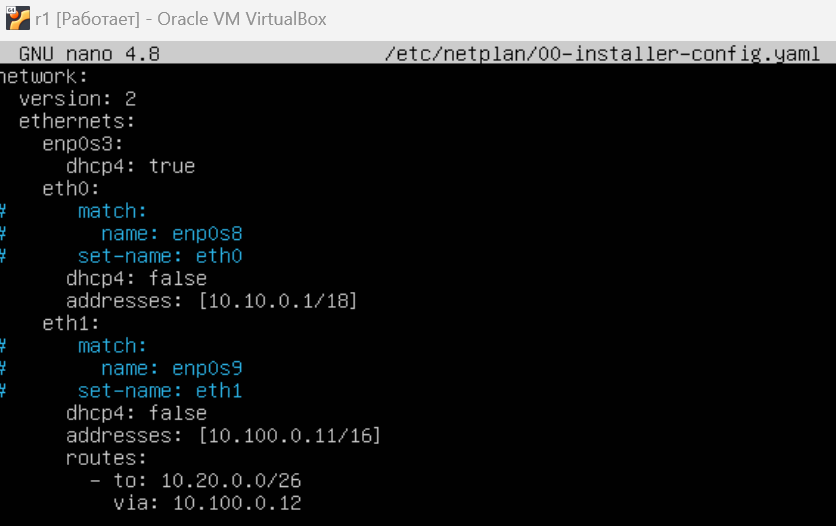 r1 [Работает] - Oracle VM VirtualBox
GNU nano 4.8 /etc/netplan/00-installer-config.yaml
network:
  version: 2
  ethernets:
    enp0s3:
      dhcp4: true
    eth0:
#      match:
#        name: enp0s8
#      set-name: eth0
      dhcp4: false
      addresses: [10.10.0.1/18]
    eth1:
#      match:
#        name: enp0s9
#      set-name: eth1
      dhcp4: false
      addresses: [10.100.0.11/16]
      routes:
        - to: 10.20.0.0/26
          via: 10.100.0.12